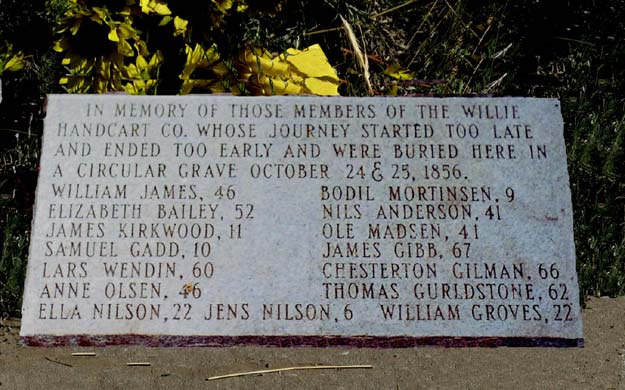 IN MEMORY OF THOSE MEMBERS OF THE WILLIE
HANDCART CO. WHOSE JOURNEY STARTED TOO LATE
AND ENDED TOO EARLY AND WERE BURIED HERE IN
A CIRCULAR GRAVE OCTOBER 24 & 25, 1856.
WILLIAM JAMES, 46 BODIL MORTINSEN, 9
ELIZABETH BAILEY, 52 NILS ANDERSON, 41
JAMES KIRKWOOD, 11 OLE MADSEN, 41
SAMUEL GADD, 10 JAMES GIBB, 67
LARS WENDIN, 60 CHESTERTON GILMAN, 66
ANNE OLSEN, 46 THOMAS GURLDSTONE, 62
ELLA NILSON, 22 JENS NILSON, 6 WILLIAM GROVES, 22